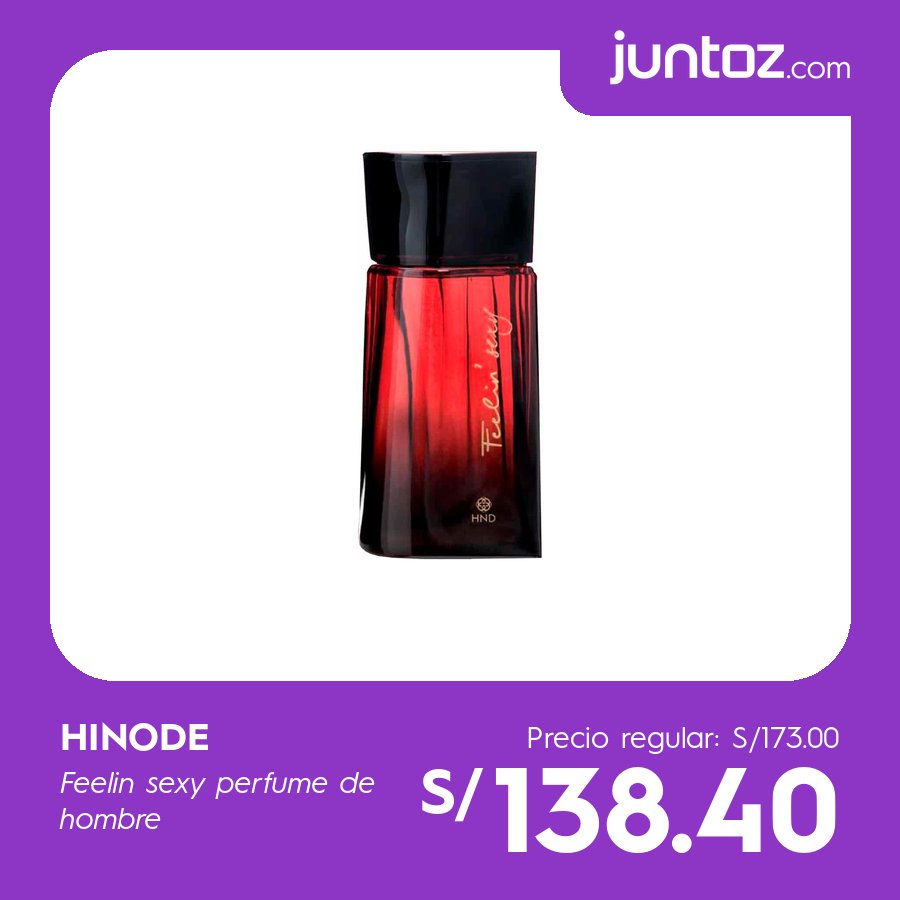 juntoz.com
Feelin' sexy
HND
HINODE
Feelin sexy perfume de
hombre
Precio regular: S/173.00
S/138.40